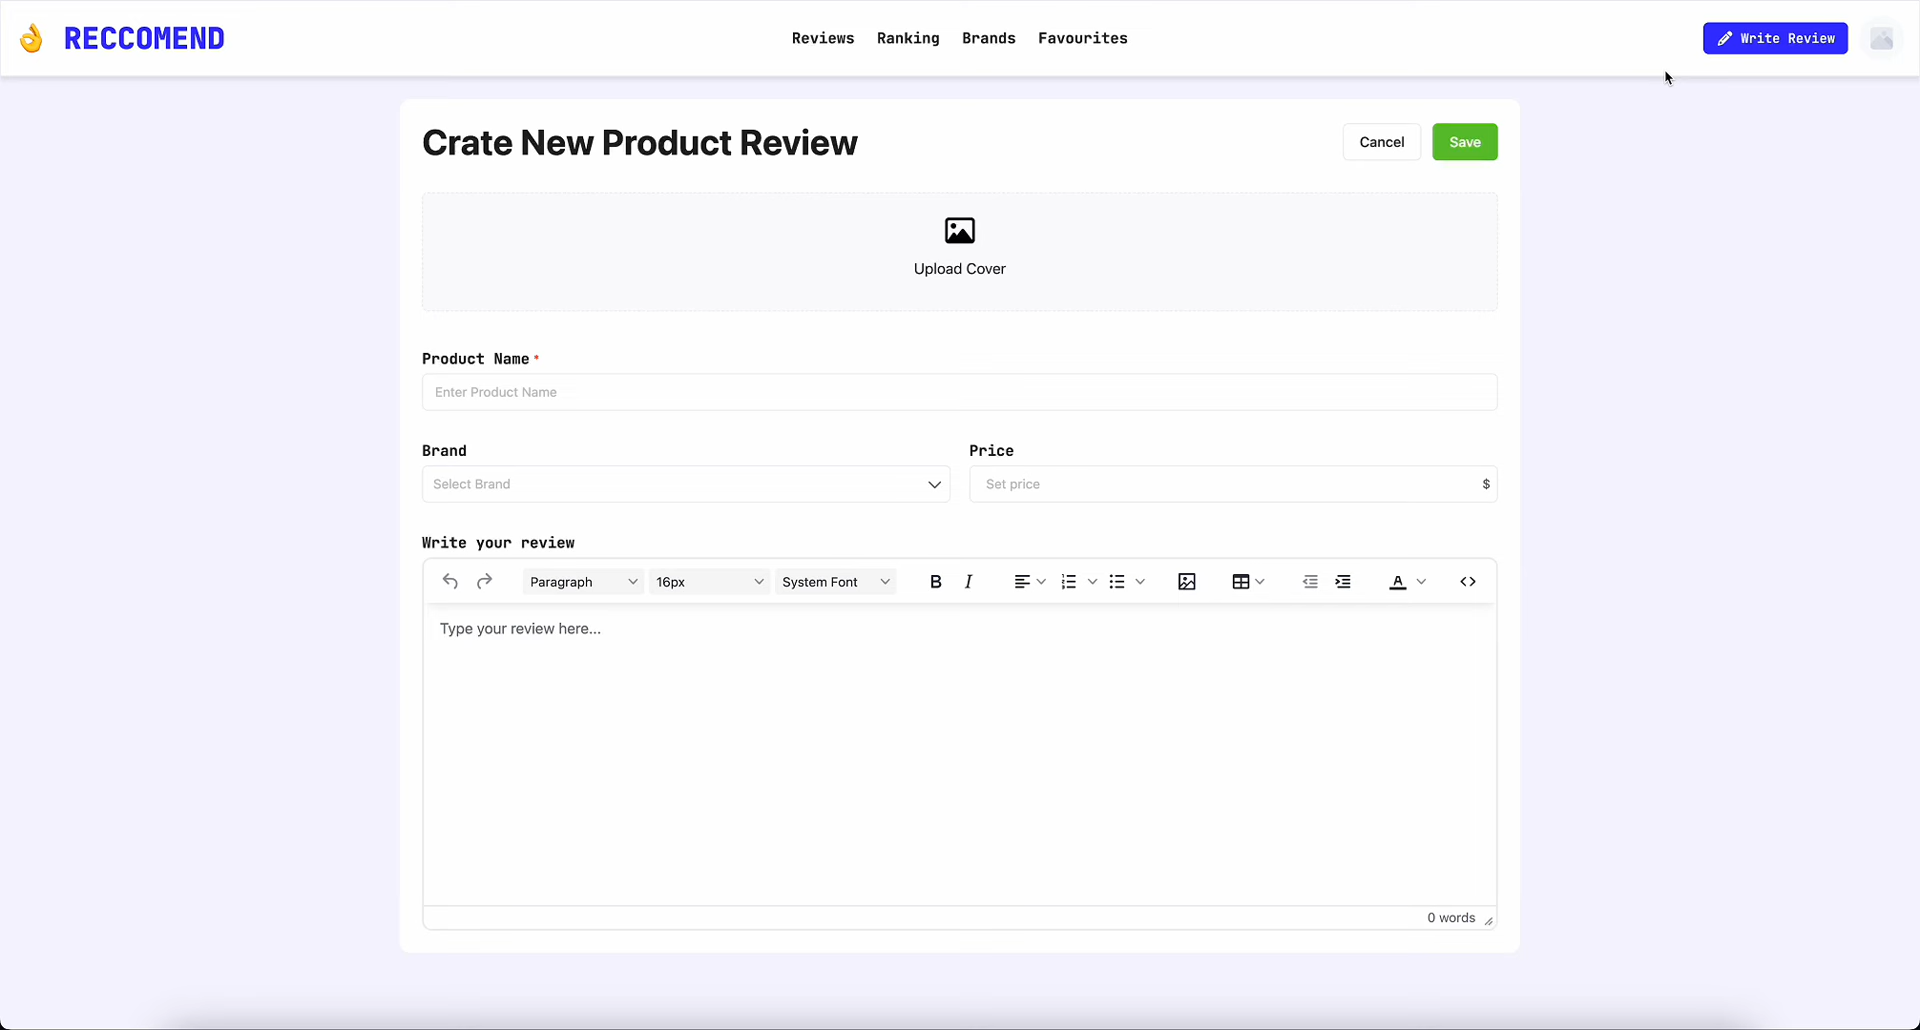 RECCOMEND
Reviews Ranking Brands Favourites
Write Review
Crate New Product Review
Cancel Save
Upload Cover
Product Name *
Enter Product Name
Brand Price
Select Brand Set price $
Write your review
Paragraph 16px System Font B I A <>
Type your review here...
0 words